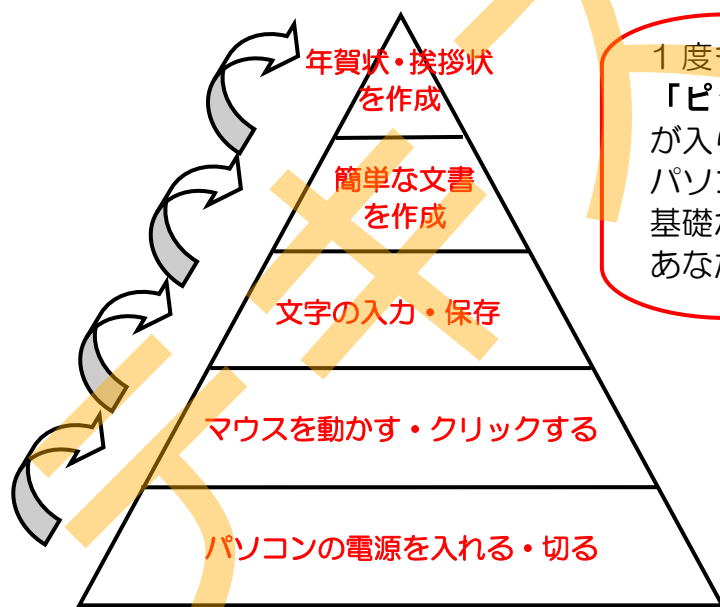 年賀状・挨拶状
を作成
簡単な文書
を作成
文字の入力・保存
マウスを動かす・クリックする
パソコンの電源を入れる・切る
１度
「ピ
が入
パソコ
基礎
あなた